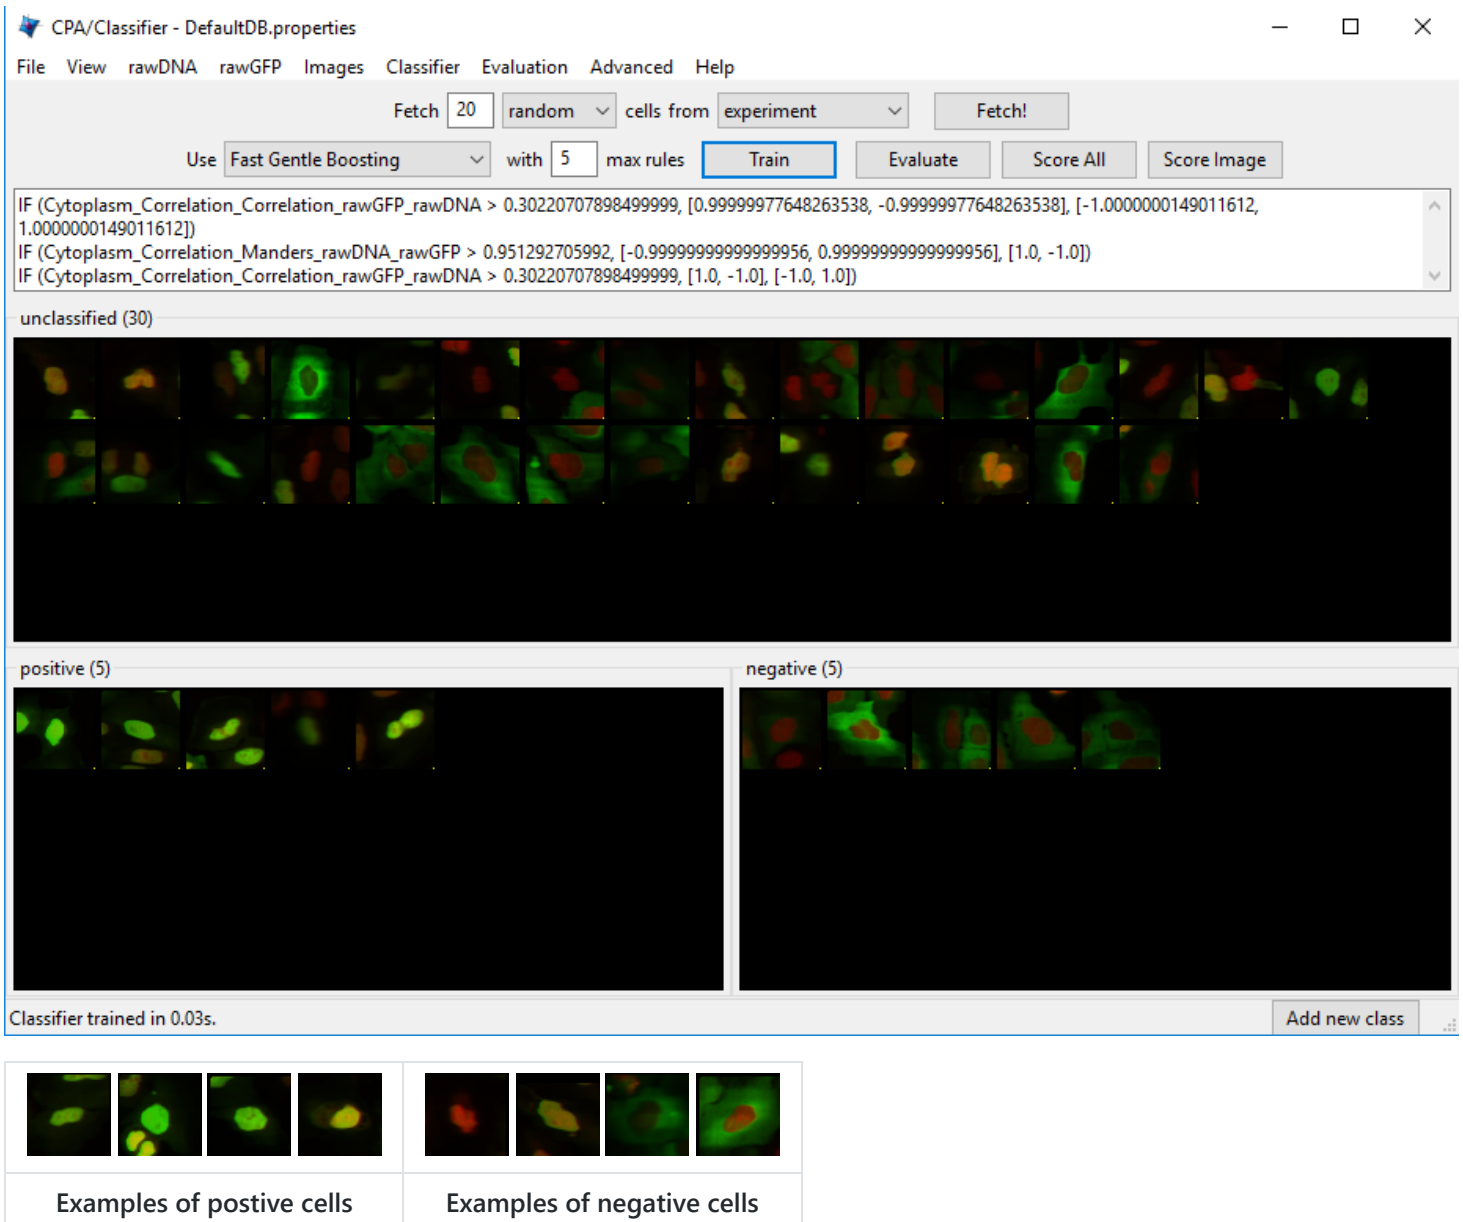 CPA/Classifier - DefaultDB.properties
File View rawDNA rawGFP Images Classifier Evaluation Advanced Help
Fetch 20 random cells from experiment Fetch!
Use Fast Gentle Boosting with 5 max rules Train Evaluate Score All Score Image
IF (Cytoplasm_Correlation_Correlation_rawGFP_rawDNA > 0.30220707898499999, [0.99999977648263538, -0.99999977648263538], [-1.0000000149011612,
1.0000000149011612])
IF (Cytoplasm_Correlation_Manders_rawDNA_rawGFP > 0.951292705992, [-0.99999999999999956, 0.99999999999999956], [1.0, -1.0])
IF (Cytoplasm_Correlation_Correlation_rawGFP_rawDNA > 0.30220707898499999, [1.0, -1.0], [-1.0, 1.0])
unclassified (30)
positive (5) negative (5)
Classifier trained in 0.03s. Add new class
Examples of postive cells Examples of negative cells